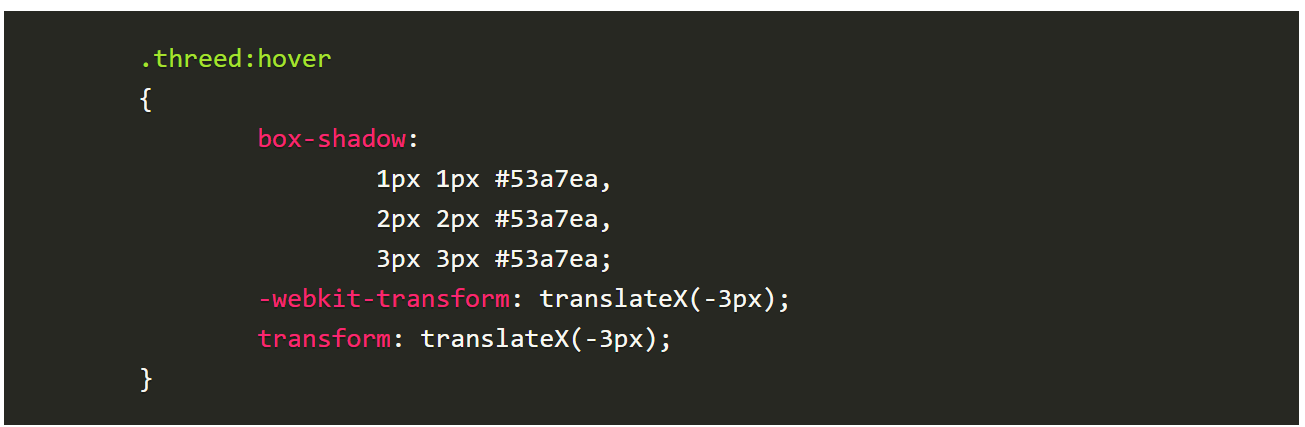 .threed:hover
{
box-shadow:
1px 1px #53a7ea,
2px 2px #53a7ea,
3px 3px #53a7ea;
-webkit-transform: translateX(-3px);
transform: translateX(-3px);
}